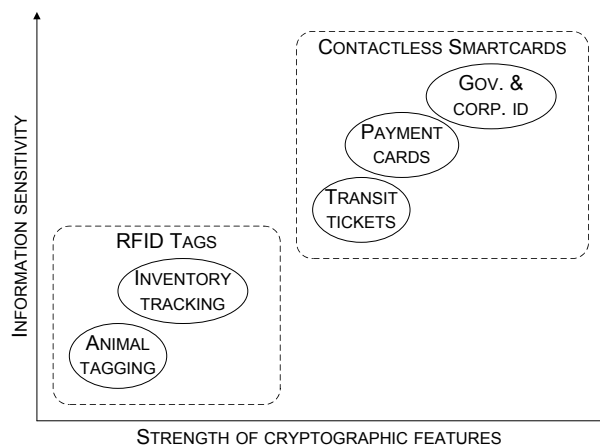 CONTACTLESS SMARTCARDS
GOV. &
CORP. ID
PAYMENT
CARDS
TRANSIT
TICKETS
RFID TAGS
INVENTORY
TRACKING
ANIMAL
TAGGING
INFORMATION SENSITIVITY
STRENGTH OF CRYPTOGRAPHIC FEATURES